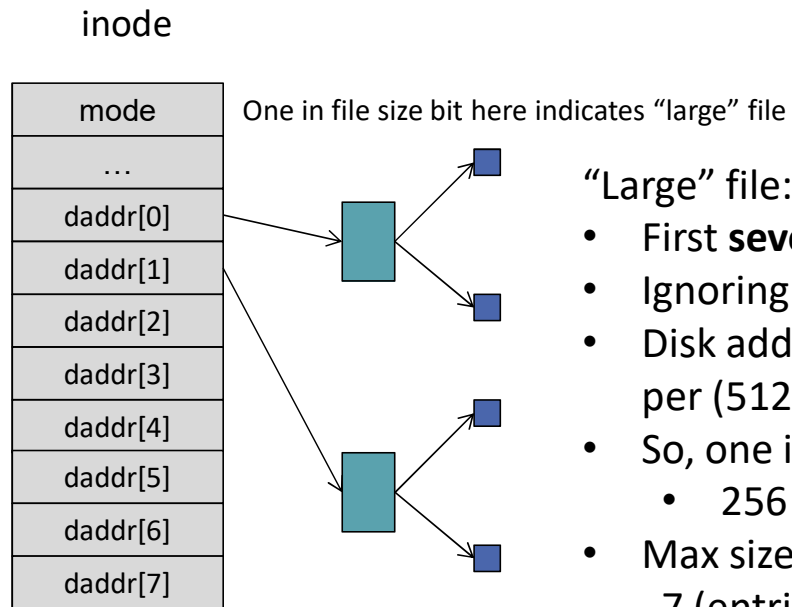 inode
mode
One in file size bit here indicates “large” file
…
daddr[0]
daddr[1]
daddr[2]
daddr[3]
daddr[4]
daddr[5]
daddr[6]
daddr[7]
“Large” file:
• First
• Ignoring
• Disk
per (512
• So, one
• 256
• Max size
7